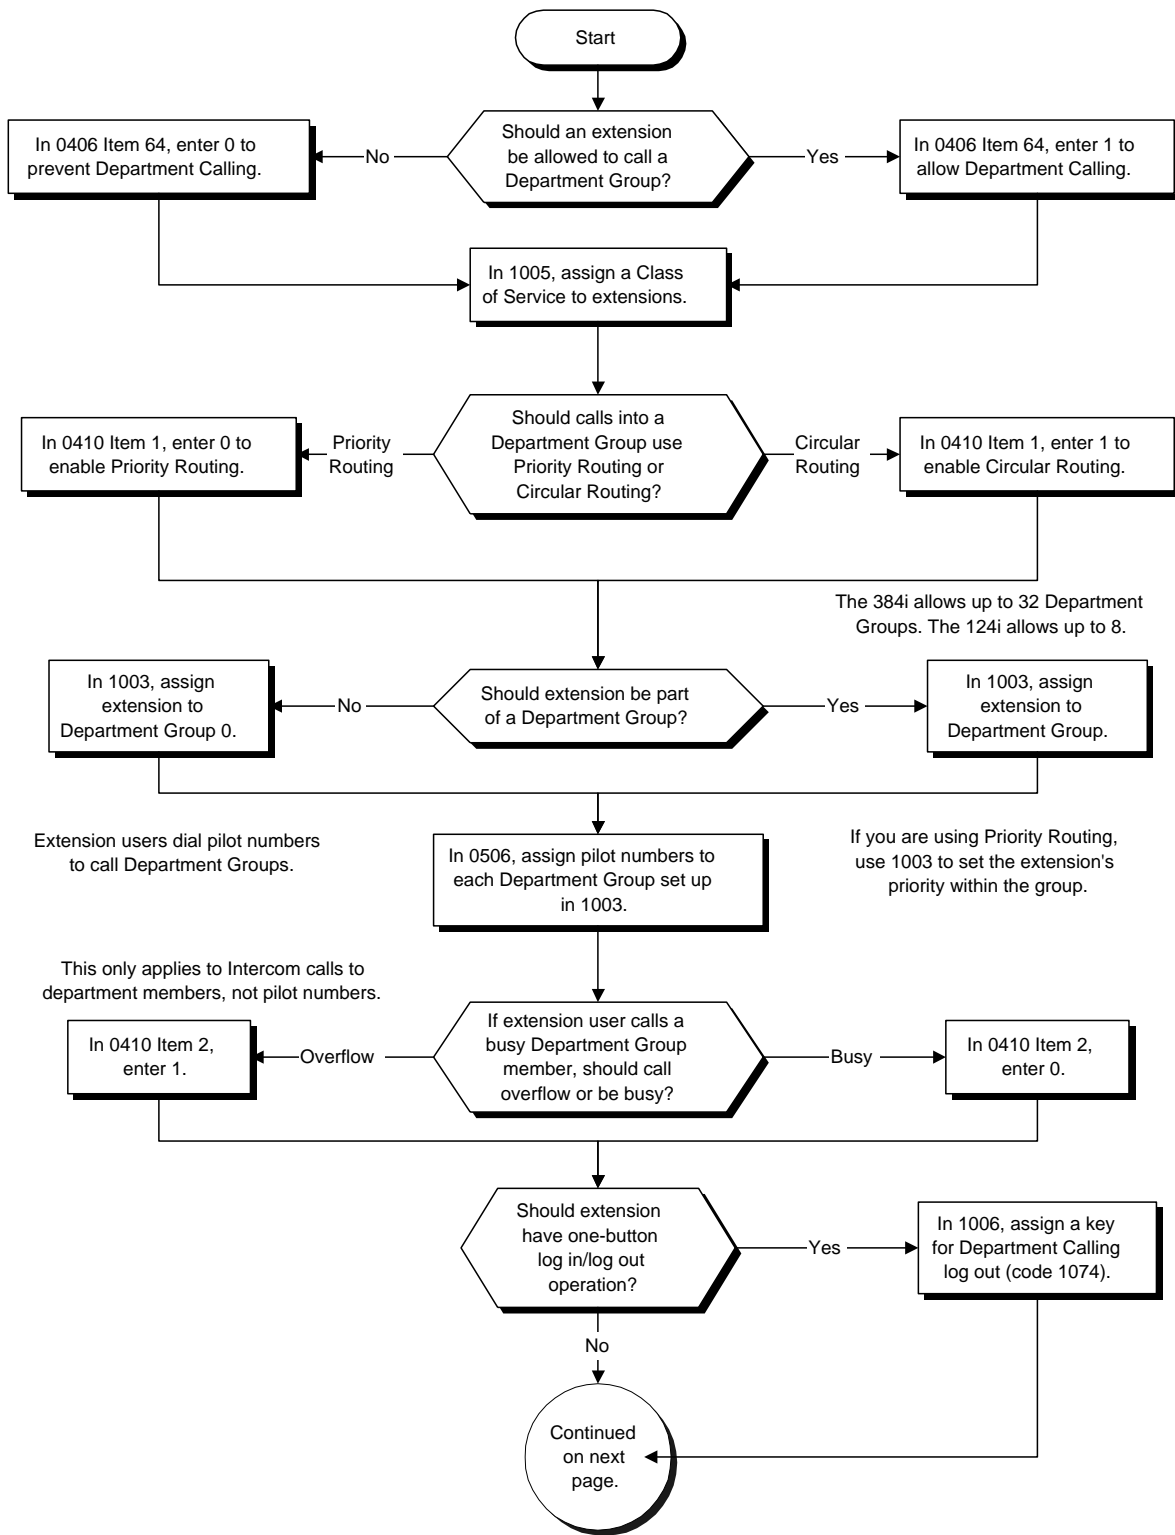 Start
Should an extension
be allowed to call a
Department Group?
No
Yes
In 0406 Item 64, enter 0 to
prevent Department Calling.
In 0406 Item 64, enter 1 to
allow Department Calling.
In 1005, assign a Class
of Service to extensions.
Should calls into a
Department Group use
Priority Routing or
Circular Routing?
Priority
Routing
Circular
Routing
In 0410 Item 1, enter 0 to
enable Priority Routing.
In 0410 Item 1, enter 1 to
enable Circular Routing.
The 384i allows up to 32 Department
Groups. The 124i allows up to 8.
Should extension be part
of a Department Group?
No
Yes
In 1003, assign
extension to
Department Group 0.
In 1003, assign
extension to
Department Group.
Extension users dial pilot numbers
to call Department Groups.
In 0506, assign pilot numbers to
each Department Group set up
in 1003.
If you are using Priority Routing,
use 1003 to set the extension's
priority within the group.
This only applies to Intercom calls to
department members, not pilot numbers.
If extension user calls a
busy Department Group
member, should call
overflow or be busy?
Overflow
Busy
In 0410 Item 2,
enter 1.
In 0410 Item 2,
enter 0.
Should extension
have one-button
log in/log out
operation?
Yes
In 1006, assign a key
for Department Calling
log out (code 1074).
No
Continued
on next
page.